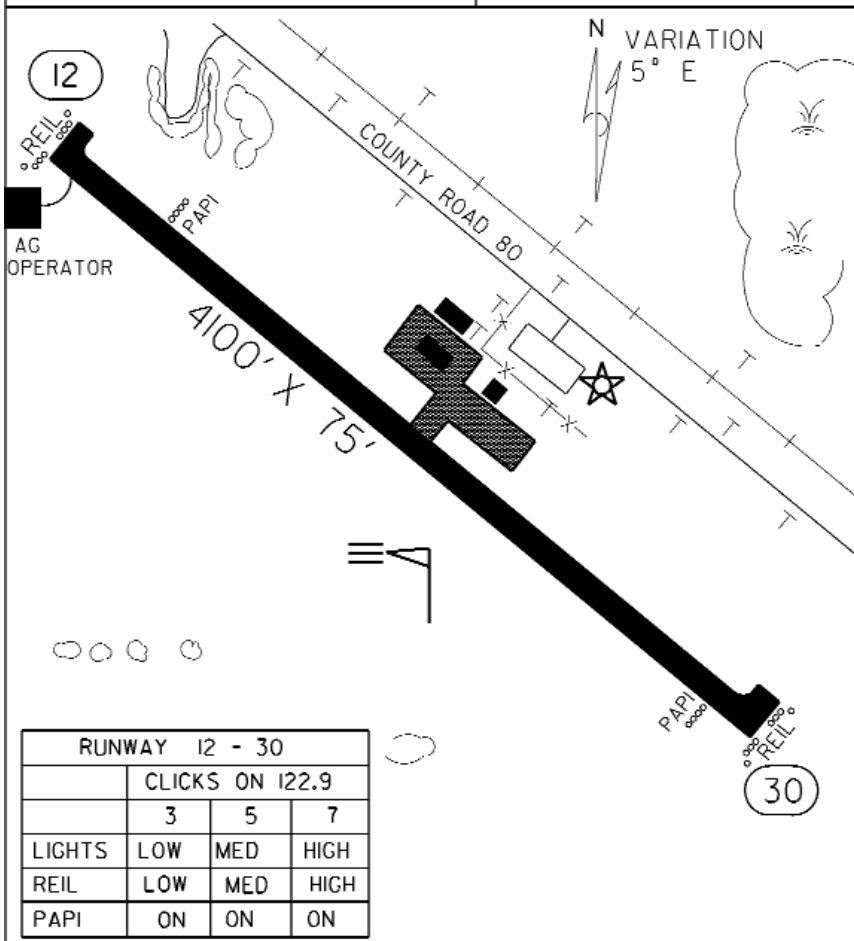 N
VARIATION
5° E
12
REIL
PAPI
COUNTY ROAD 80
AG
OPERATOR
4100' X 75'
PAPI
REIL
30
RUNWAY 12 - 30
CLICKS ON 122.9
3 5 7
LIGHTS LOW MED HIGH
REIL LOW MED HIGH
PAPI ON ON ON